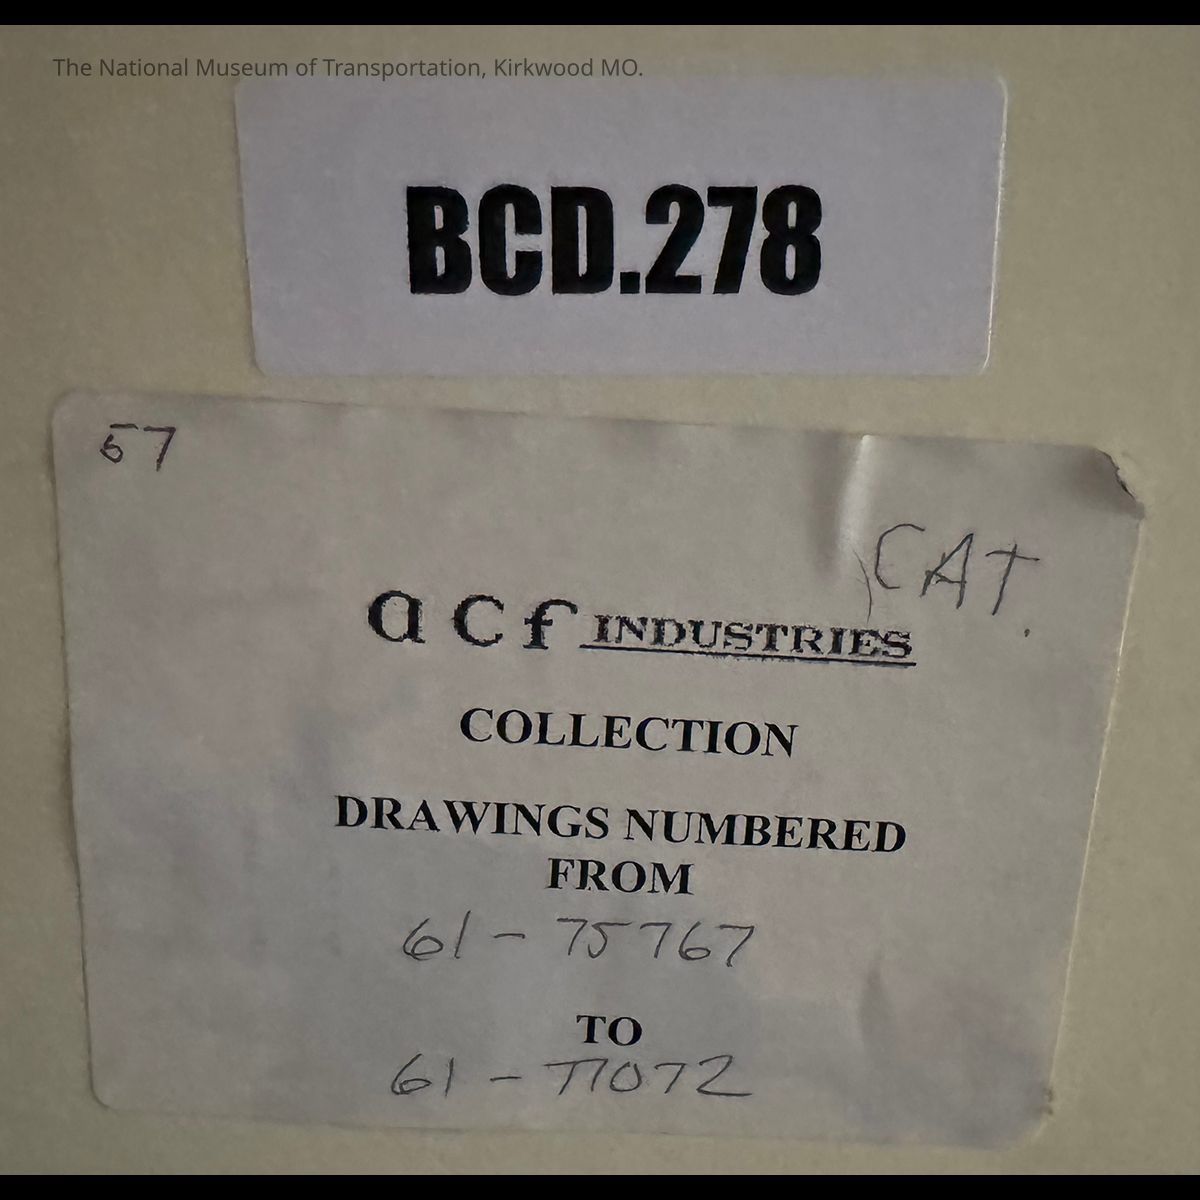 The National Museum of Transportation, Kirkwood MO.
BCD.278
57
CAT.
acf INDUSTRIES
COLLECTION
DRAWINGS NUMBERED
FROM
61-75767
TO
61-77072